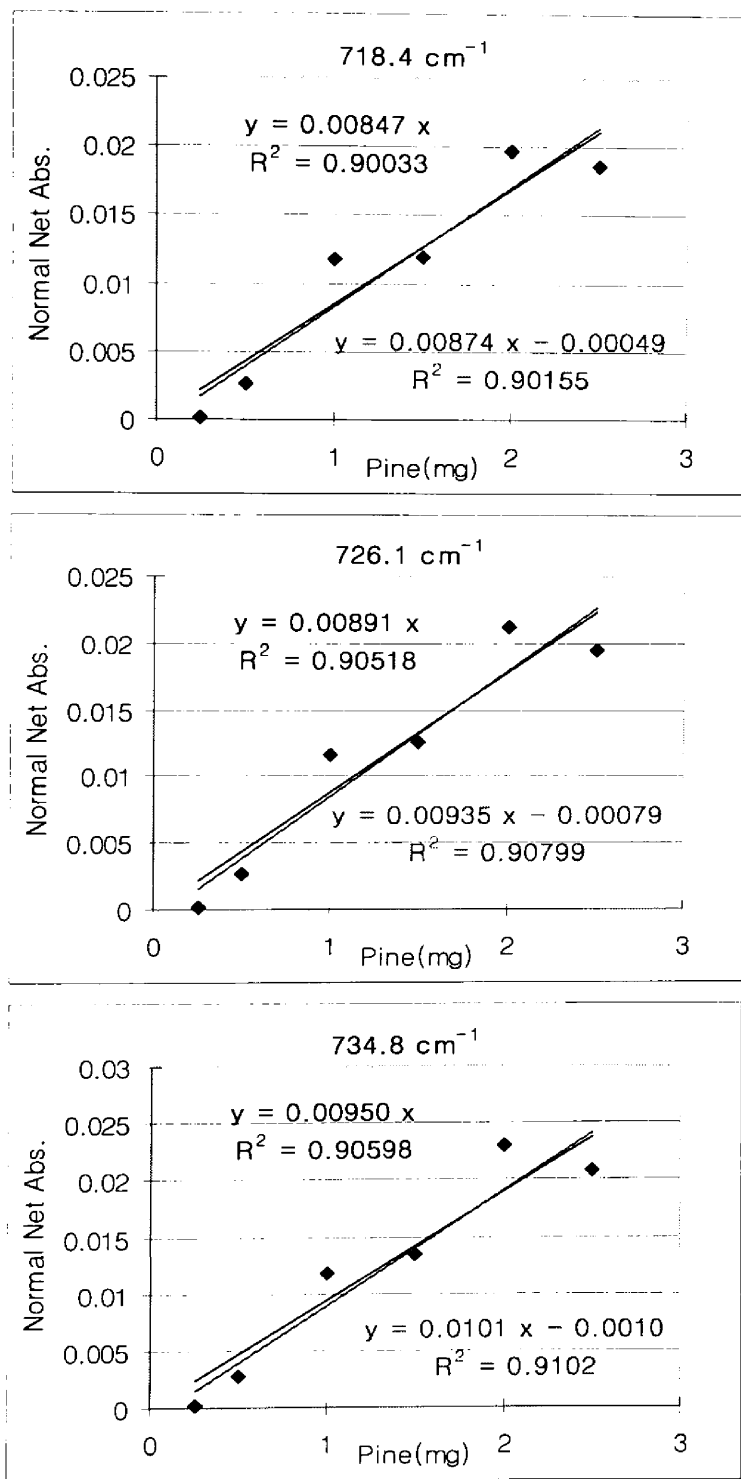 718.4 cm⁻¹
0.025
y = 0.00847 x
0.02
R² = 0.90033
0.015
0.01
y = 0.00874 x − 0.00049
0.005
R² = 0.90155
0
0 1 2 3
Pine(mg)
Normal Net Abs.
726.1 cm⁻¹
0.025
y = 0.00891 x
0.02
R² = 0.90518
0.015
0.01
y = 0.00935 x − 0.00079
0.005
R² = 0.90799
0
0 1 2 3
Pine(mg)
Normal Net Abs.
734.8 cm⁻¹
0.03
y = 0.00950 x
0.025
R² = 0.90598
0.02
0.015
0.01
y = 0.0101 x − 0.0010
0.005
R² = 0.9102
0
0 1 2 3
Pine(mg)
Normal Net Abs.